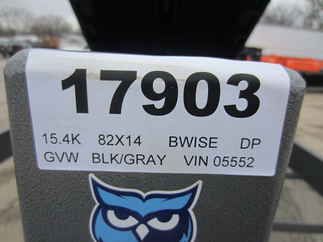 17903
15.4K 82X14 BWISE DP
GVW BLK/GRAY VIN 05552